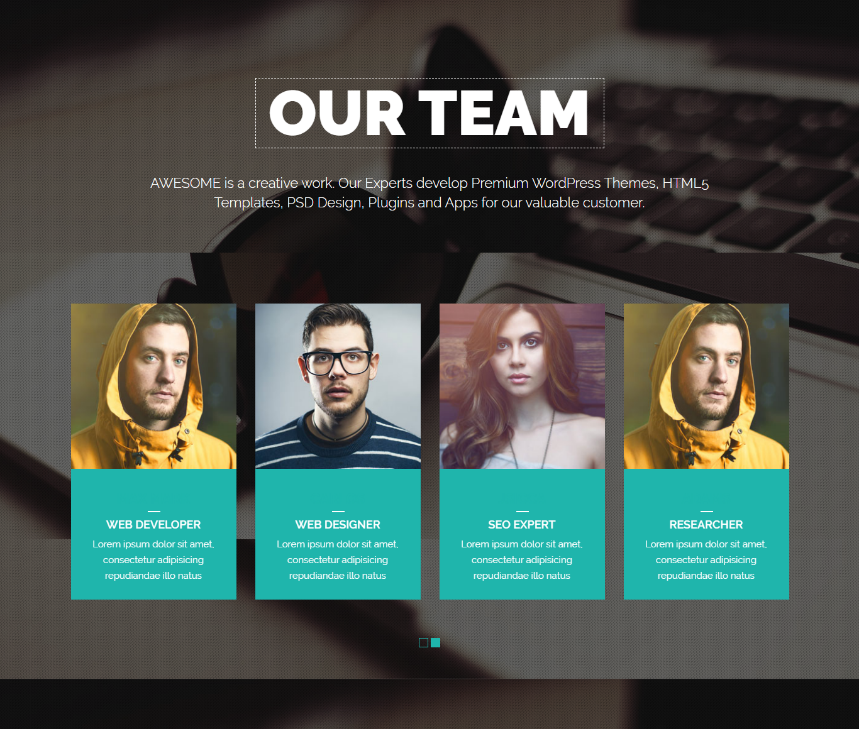 OUR TEAM
AWESOME is a creative work. Our Experts develop Premium WordPress Themes, HTML5
Templates, PSD Design, Plugins and Apps for our valuable customer.
WEB DEVELOPER
Lorem ipsum dolor sit amet,
consectetur adipisicing
repudiandae illo natus
WEB DESIGNER
Lorem ipsum dolor sit amet,
consectetur adipisicing
repudiandae illo natus
SEO EXPERT
Lorem ipsum dolor sit amet,
consectetur adipisicing
repudiandae illo natus
RESEARCHER
Lorem ipsum dolor sit amet,
consectetur adipisicing
repudiandae illo natus